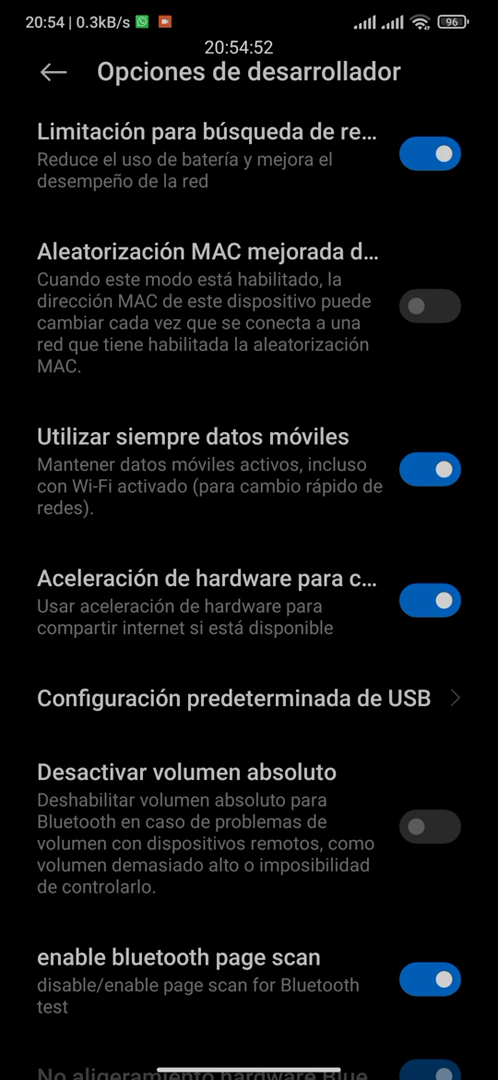 20:54 | 0.3kB/s
96
20:54:52
Opciones de desarrollador
Limitación para búsqueda de re...
Reduce el uso de batería y mejora el
desempeño de la red
Aleatorización MAC mejorada d...
Cuando este modo está habilitado, la
dirección MAC de este dispositivo puede
cambiar cada vez que se conecta a una
red que tiene habilitada la aleatorización
MAC.
Utilizar siempre datos móviles
Mantener datos móviles activos, incluso
con Wi-Fi activado (para cambio rápido de
redes).
Aceleración de hardware para c...
Usar aceleración de hardware para
compartir internet si está disponible
Configuración predeterminada de USB
Desactivar volumen absoluto
Deshabilitar volumen absoluto para
Bluetooth en caso de problemas de
volumen con dispositivos remotos, como
volumen demasiado alto o imposibilidad
de controlarlo.
enable bluetooth page scan
disable/enable page scan for Bluetooth
test
No aligeramiento hardware Blue